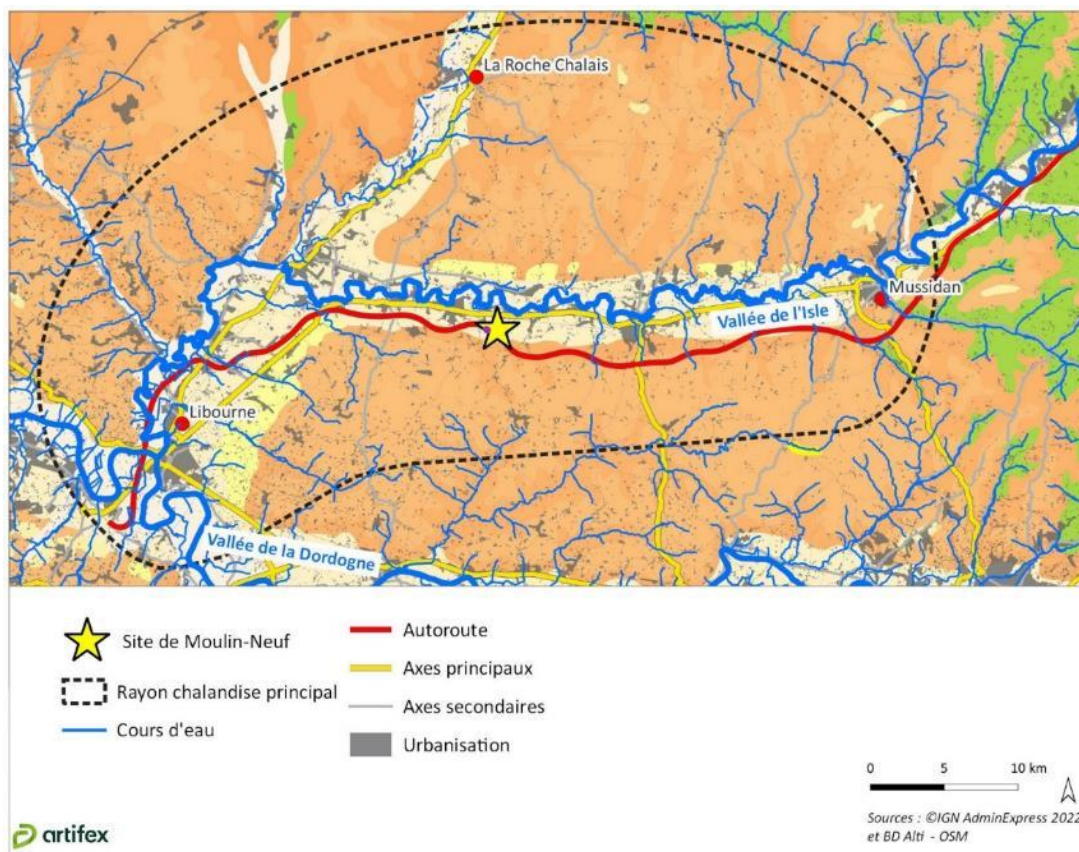 La Roche Chalais
Mussidan
Vallée de l'Isle
Libourne
Vallée de la Dordogne
Site de Moulin-Neuf
Rayon chalandise principal
Cours d'eau
Autoroute
Axes principaux
Axes secondaires
Urbanisation
0 5 10 km
Sources : ©IGN AdminExpress 2022
et BD Alti - OSM
artifex